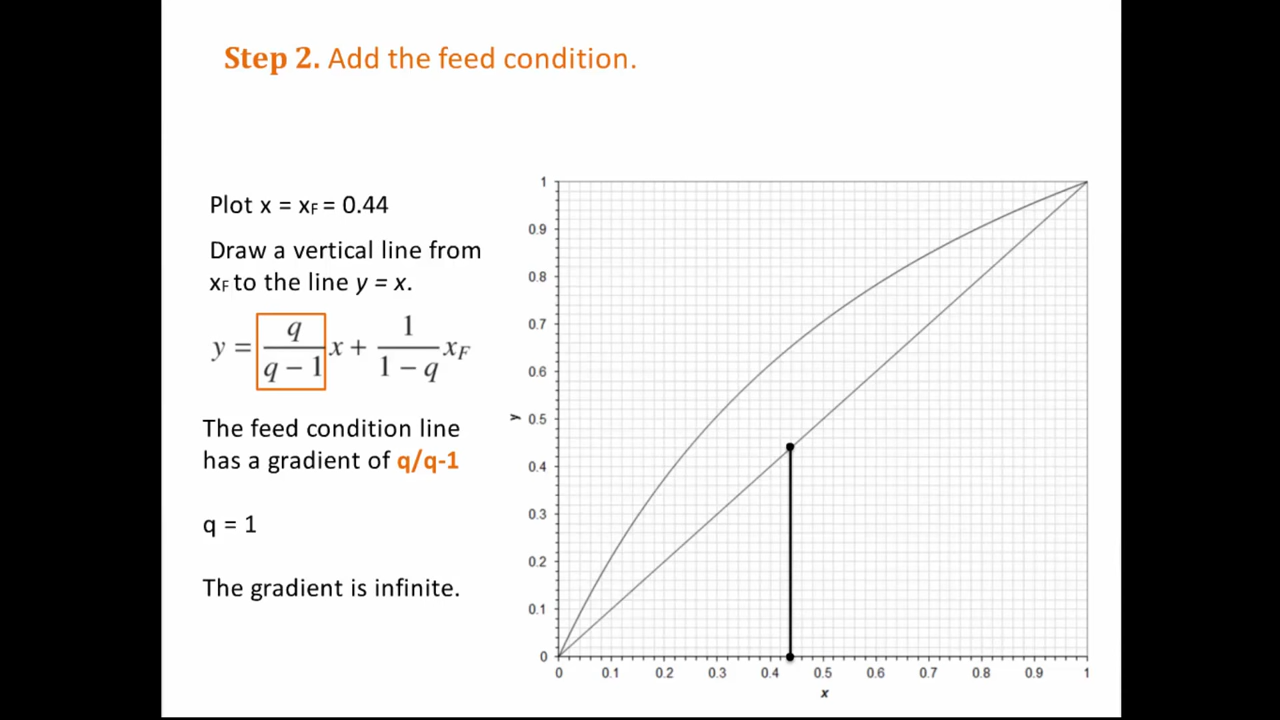 Step 2. Add the feed condition.
Plot x = xF = 0.44
Draw a vertical line from
xF to the line y = x.
y = q/(q − 1) x + 1/(1 − q) xF
The feed condition line
has a gradient of q/q-1
q = 1
The gradient is infinite.
1
0.9
0.8
0.7
0.6
0.5
0.4
0.3
0.2
0.1
0
y
0 0.1 0.2 0.3 0.4 0.5 0.6 0.7 0.8 0.9 1
x